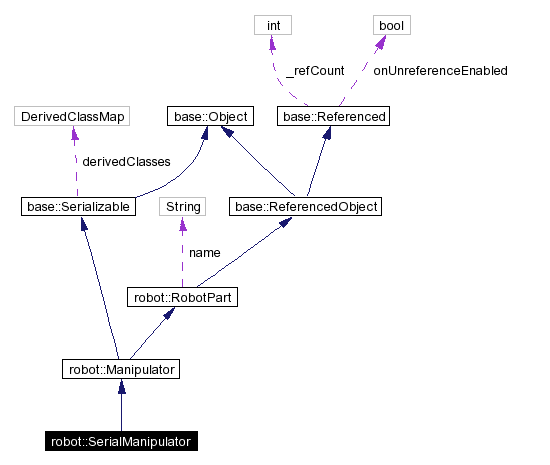 int
bool
_refCount
onUnreferenceEnabled
DerivedClassMap
base::Object
base::Referenced
derivedClasses
base::Serializable
String
base::ReferencedObject
name
robot::RobotPart
robot::Manipulator
robot::SerialManipulator